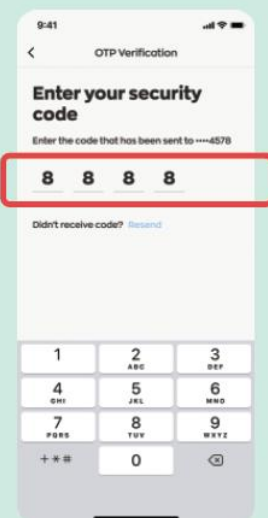 9:41
OTP Verification
Enter your security
code
Enter the code that has been sent to ····4578
8 8 8 8
Didn't receive code? Resend
1 2 3
ABC DEF
4 5 6
GHI JKL MNO
7 8 9
PQRS TUV WXYZ
+*# 0